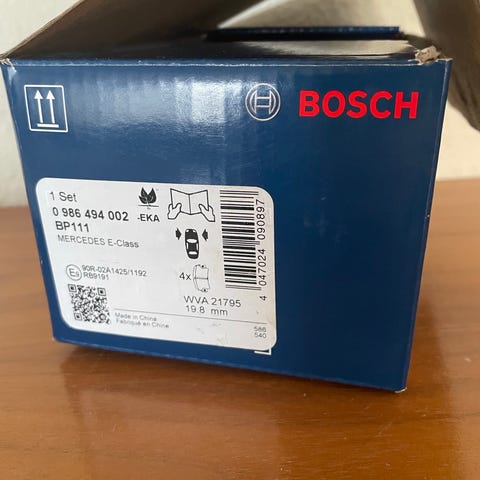 BOSCH
1 Set
0 986 494 002 -EKA
BP111
MERCEDES E-Class
E9 90R-02A1425/1192
RB9191
4x
WVA 21795
19.8 mm
Made in China
Fabriqué en Chine
586
540
4 047024 090897